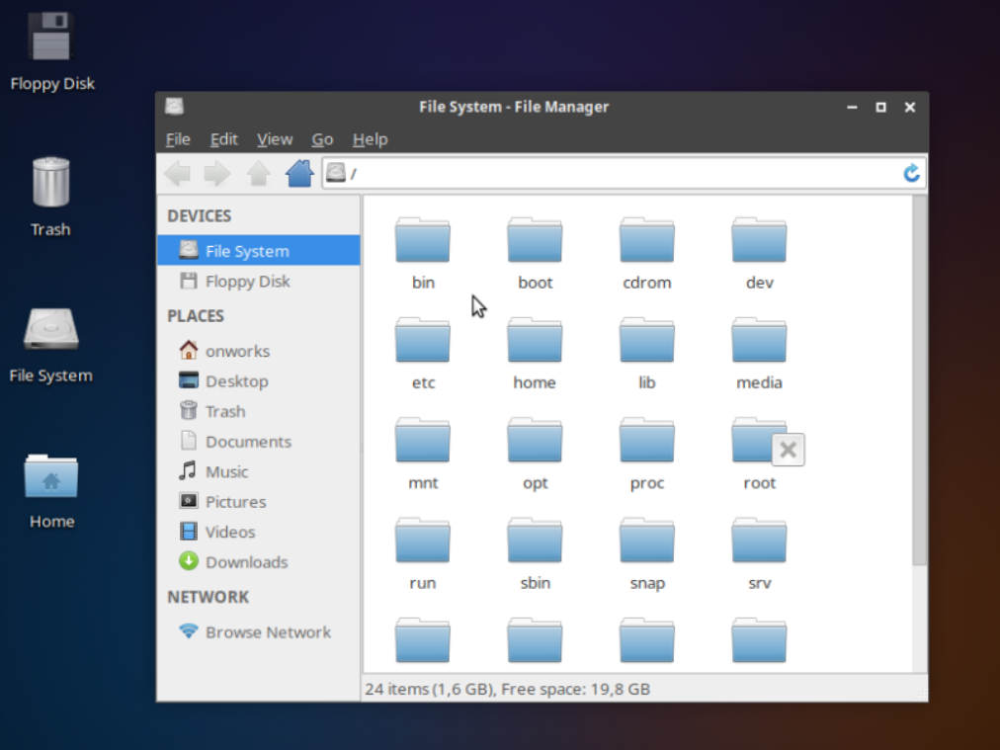 Floppy Disk
Trash
File System
Home
File System - File Manager
File Edit View Go Help
/
DEVICES
File System
Floppy Disk
PLACES
onworks
Desktop
Trash
Documents
Music
Pictures
Videos
Downloads
NETWORK
Browse Network
bin boot cdrom dev
etc home lib media
mnt opt proc root
run sbin snap srv
24 items (1,6 GB), Free space: 19,8 GB